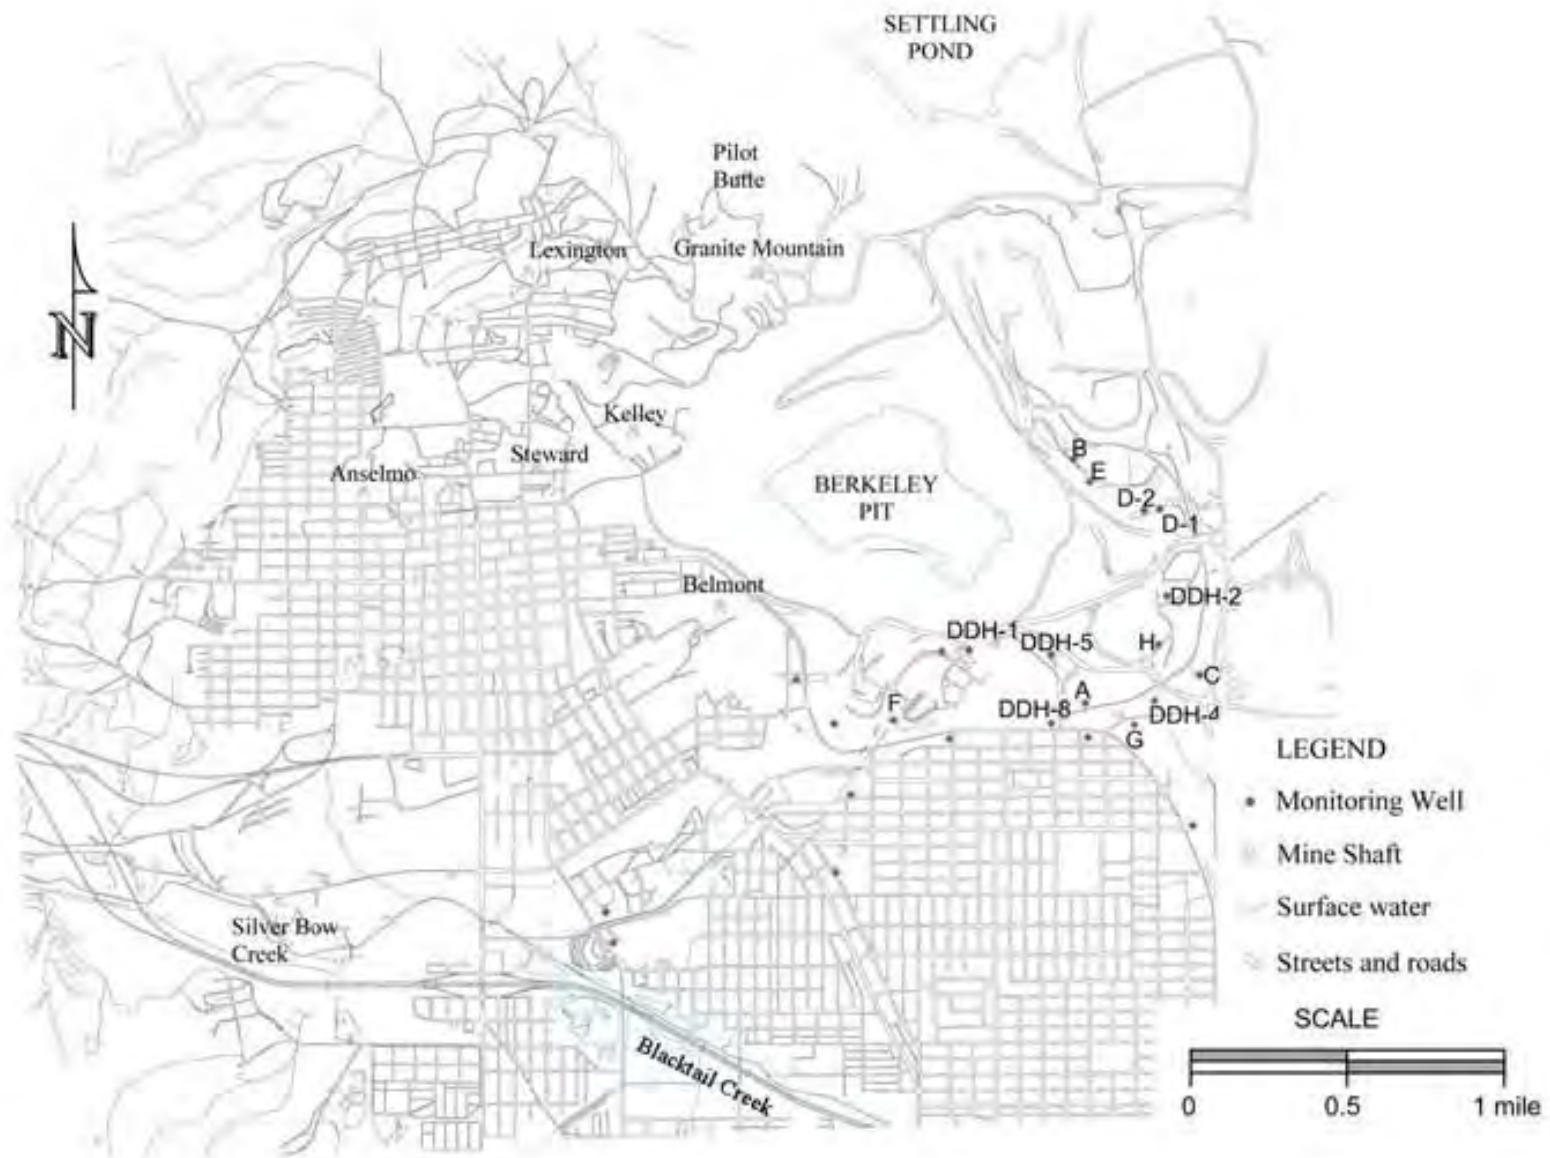 SETTLING
POND
Pilot
Butte
Lexington
Granite Mountain
N
Kelley
Steward
Anselmo
BERKELEY
PIT
B
E
D-2
D-1
Belmont
DDH-2
DDH-1
DDH-5
H
C
A
F
DDH-8
DDH-4
G
LEGEND
Monitoring Well
Mine Shaft
Surface water
Streets and roads
Silver Bow
Creek
Blacktail Creek
SCALE
0 0.5 1 mile